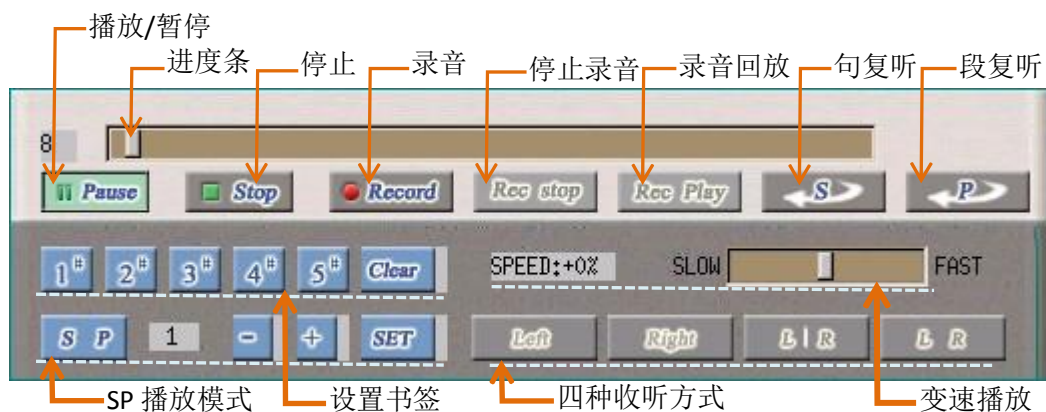 播放/暂停
进度条
停止
录音
停止录音
录音回放
句复听
段复听
8
Pause
Stop
Record
Rec stop
Rec Play
S
P
1# 2# 3# 4# 5# Clear
SPEED:+0%
SLOW
FAST
S P
1
- +
SET
Left
Right
L|R
L R
SP 播放模式
设置书签
四种收听方式
变速播放